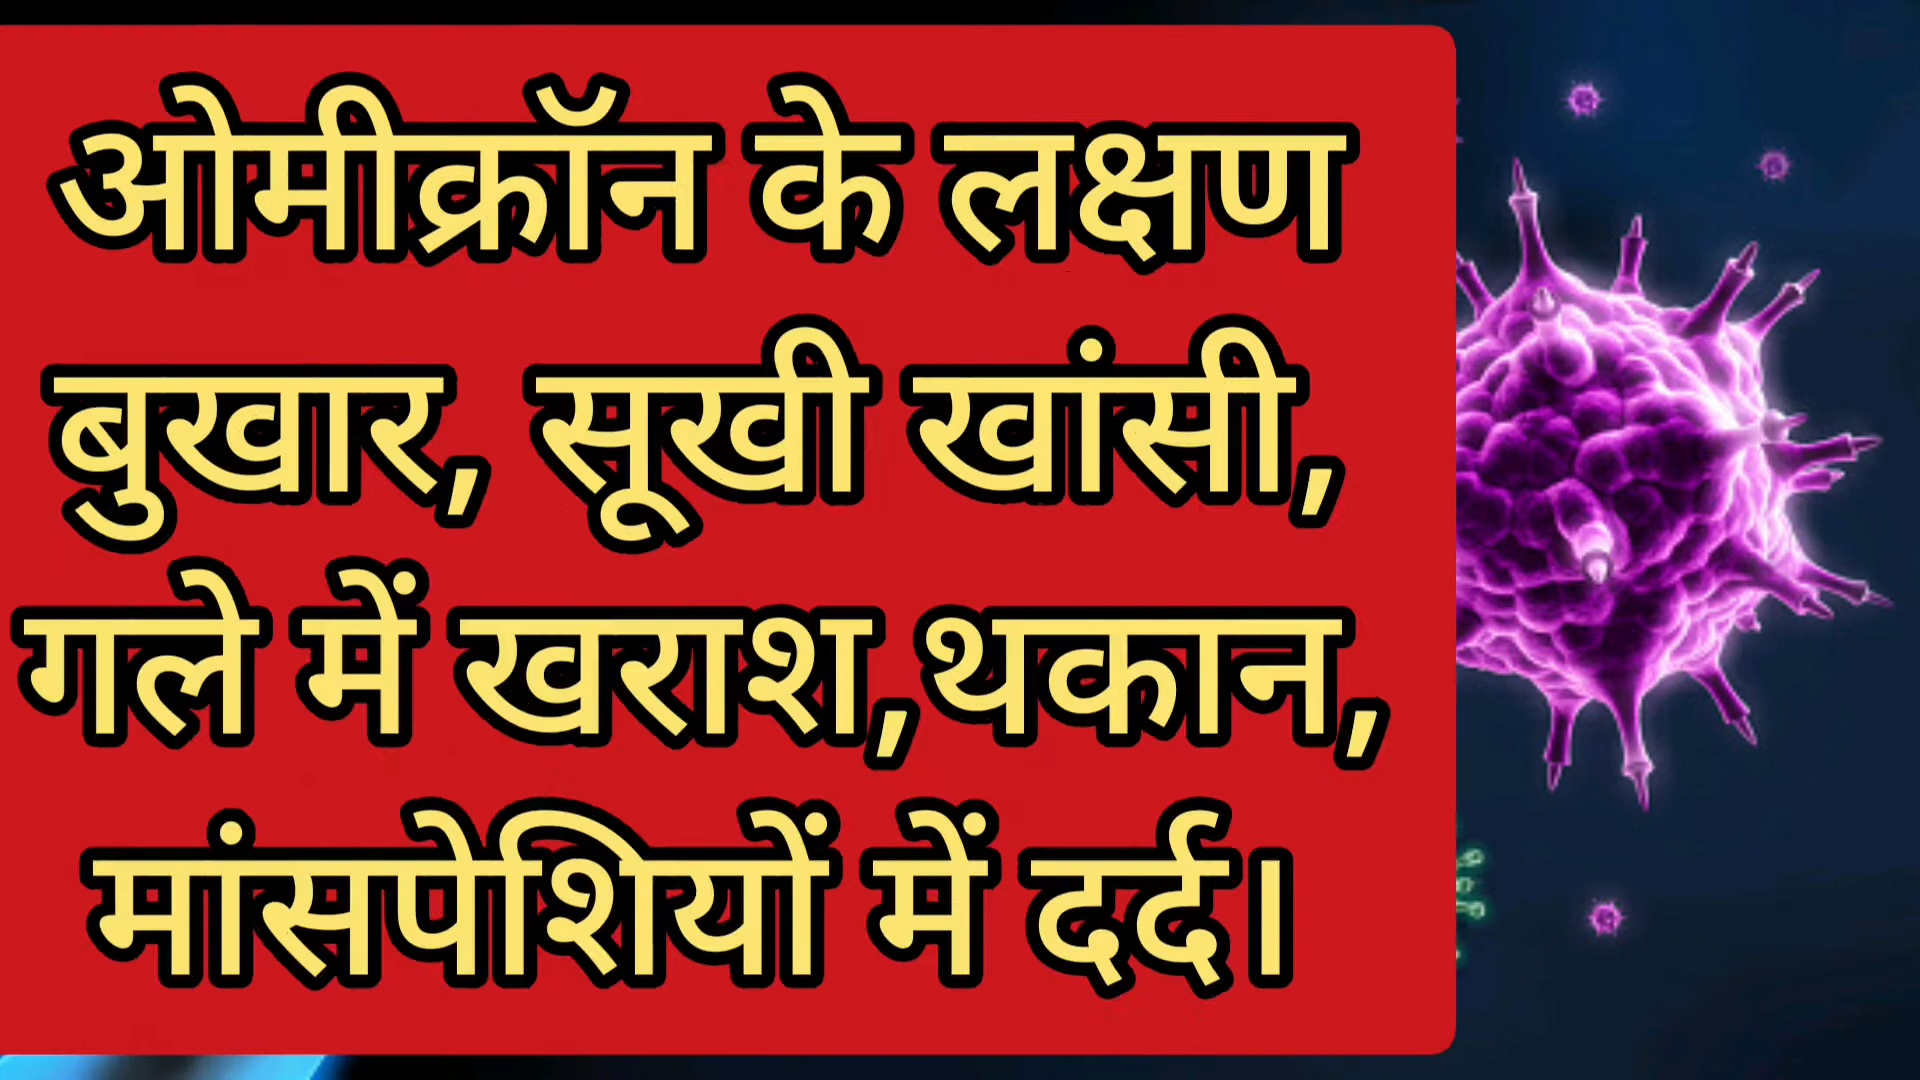 ओमीक्रॉन के लक्षण
बुखार, सूखी खांसी,
गले में खराश,थकान,
मांसपेशियों में दर्द।